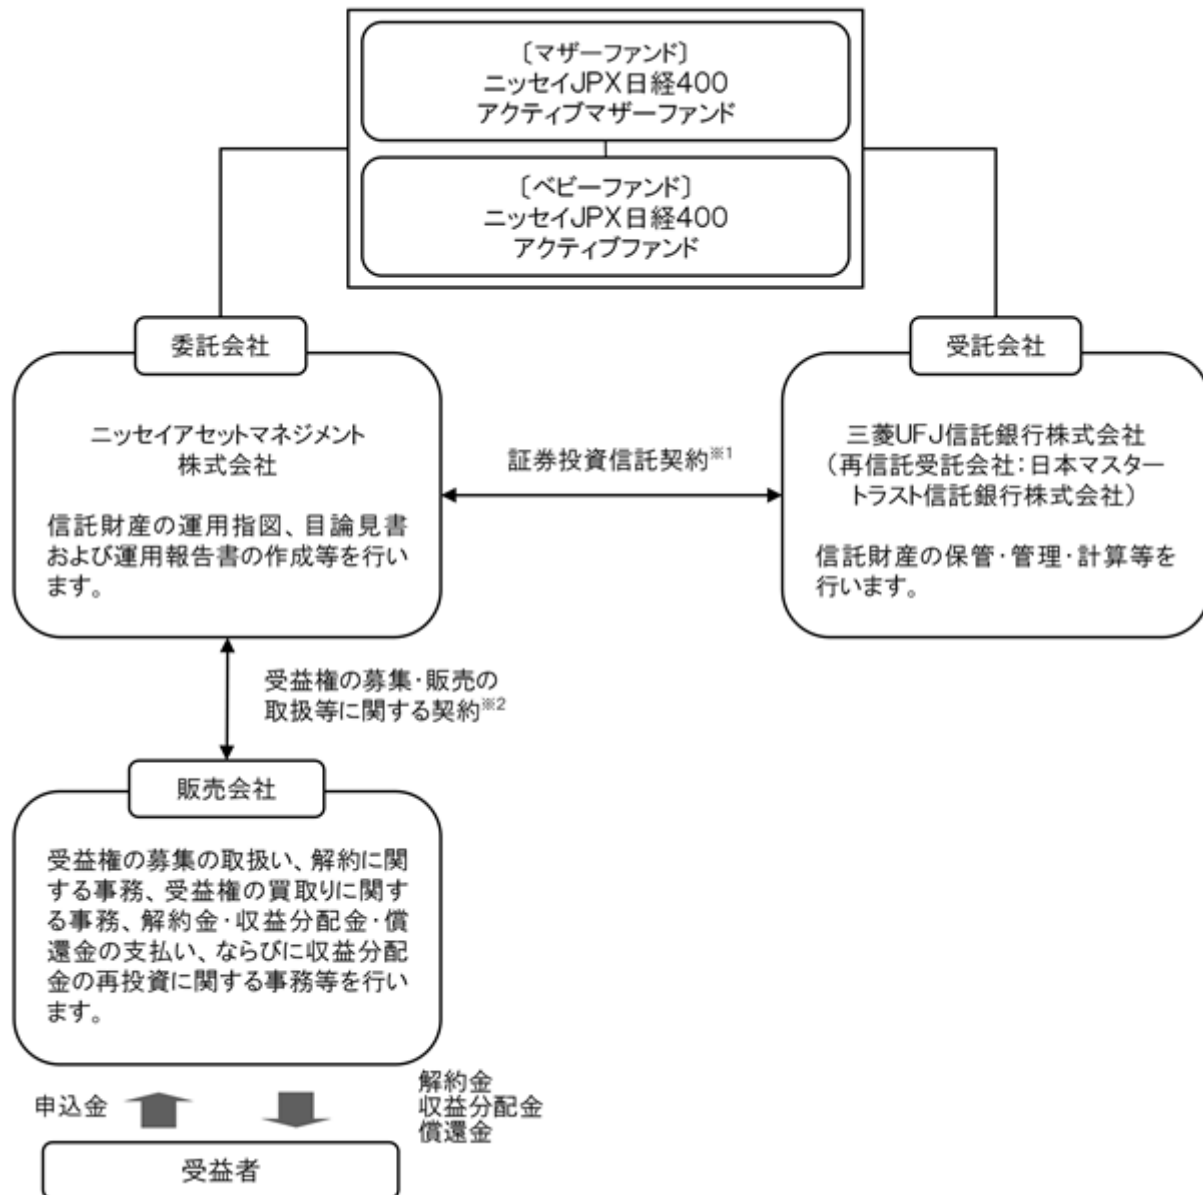 〔マザーファンド〕
ニッセイJPX日経400
アクティブマザーファンド
〔ベビーファンド〕
ニッセイJPX日経400
アクティブファンド
委託会社
ニッセイアセットマネジメント
株式会社
信託財産の運用指図、目論見書
および運用報告書の作成等を行い
ます。
証券投資信託契約※1
受託会社
三菱UFJ信託銀行株式会社
（再信託受託会社：日本マスター
トラスト信託銀行株式会社）
信託財産の保管・管理・計算等を
行います。
受益権の募集・販売の
取扱等に関する契約※2
販売会社
受益権の募集の取扱い、解約に関
する事務、受益権の買取りに関す
る事務、解約金・収益分配金・償
還金の支払い、ならびに収益分配
金の再投資に関する事務等を行い
ます。
申込金
解約金
収益分配金
償還金
受益者